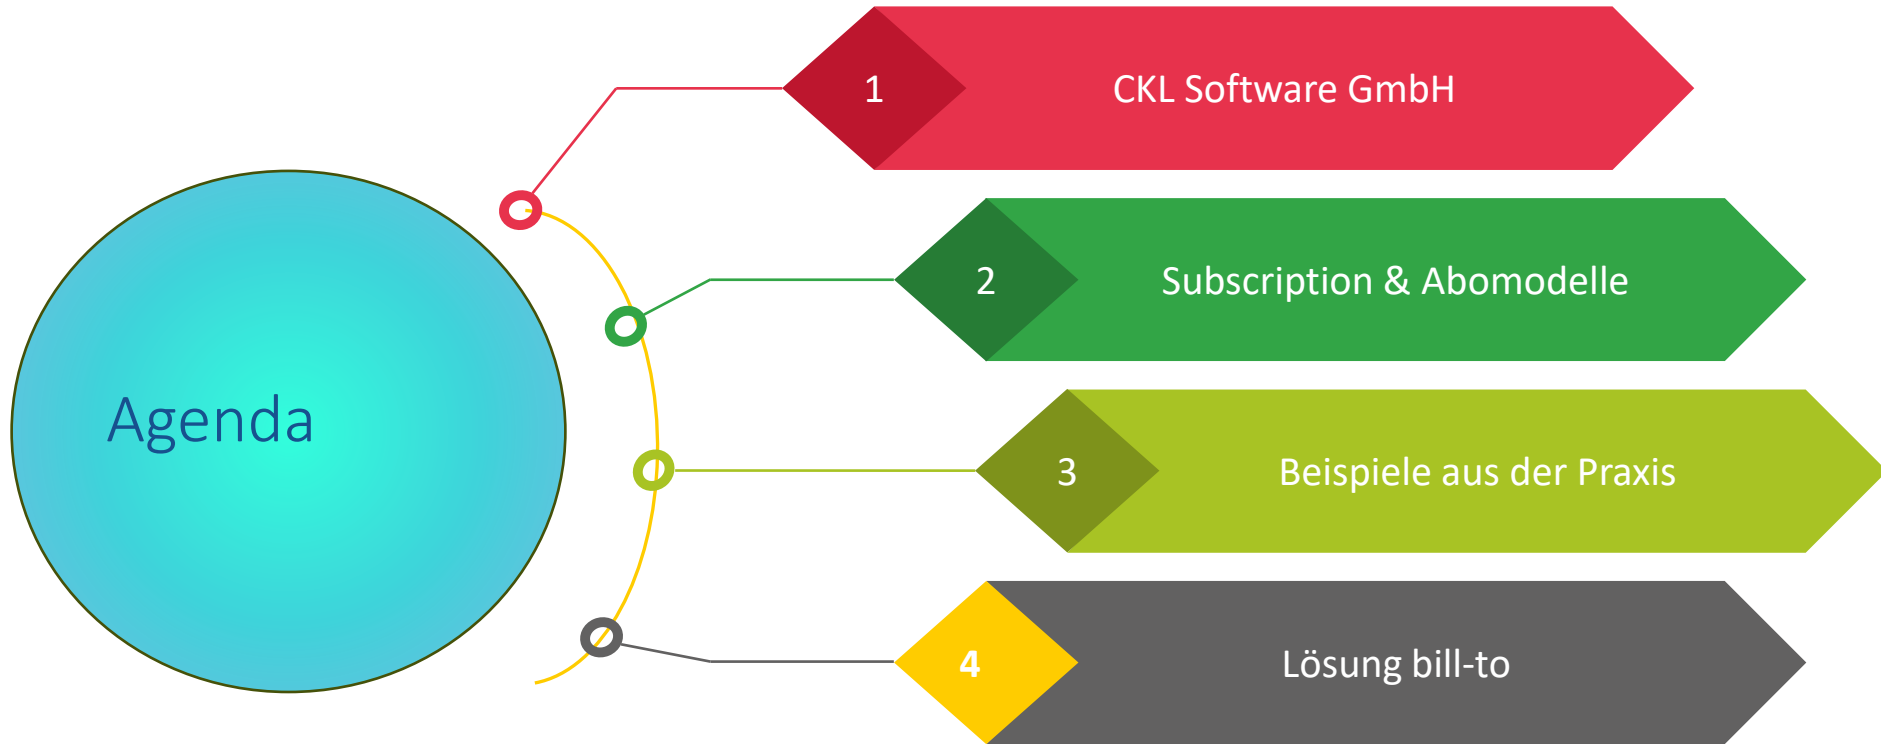 Agenda
1
CKL Software GmbH
2
Subscription & Abomodelle
3
Beispiele aus der Praxis
4
Lösung bill-to